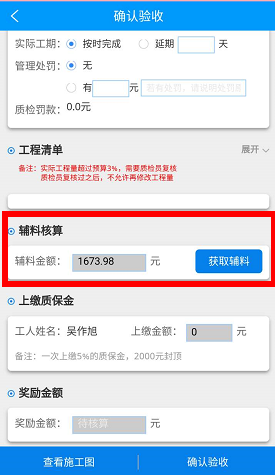 确认验收
实际工期： 按时完成 延期 天
管理处罚： 无
有 元 若有处罚，请说明处罚原
质检罚款： 0.0元
工程清单 展开
备注：实际工程量超过预算3%，需要质检员复核
质检员复核过之后，不允许再修改工程量
辅料核算
辅料金额： 1673.98 元 获取辅料
上缴质保金
工人姓名：吴作旭 上缴金额： 0 元
备注：一次上缴5%的质保金，2000元封顶
奖励金额
奖励金额： 待核算 元
查看施工图 确认验收